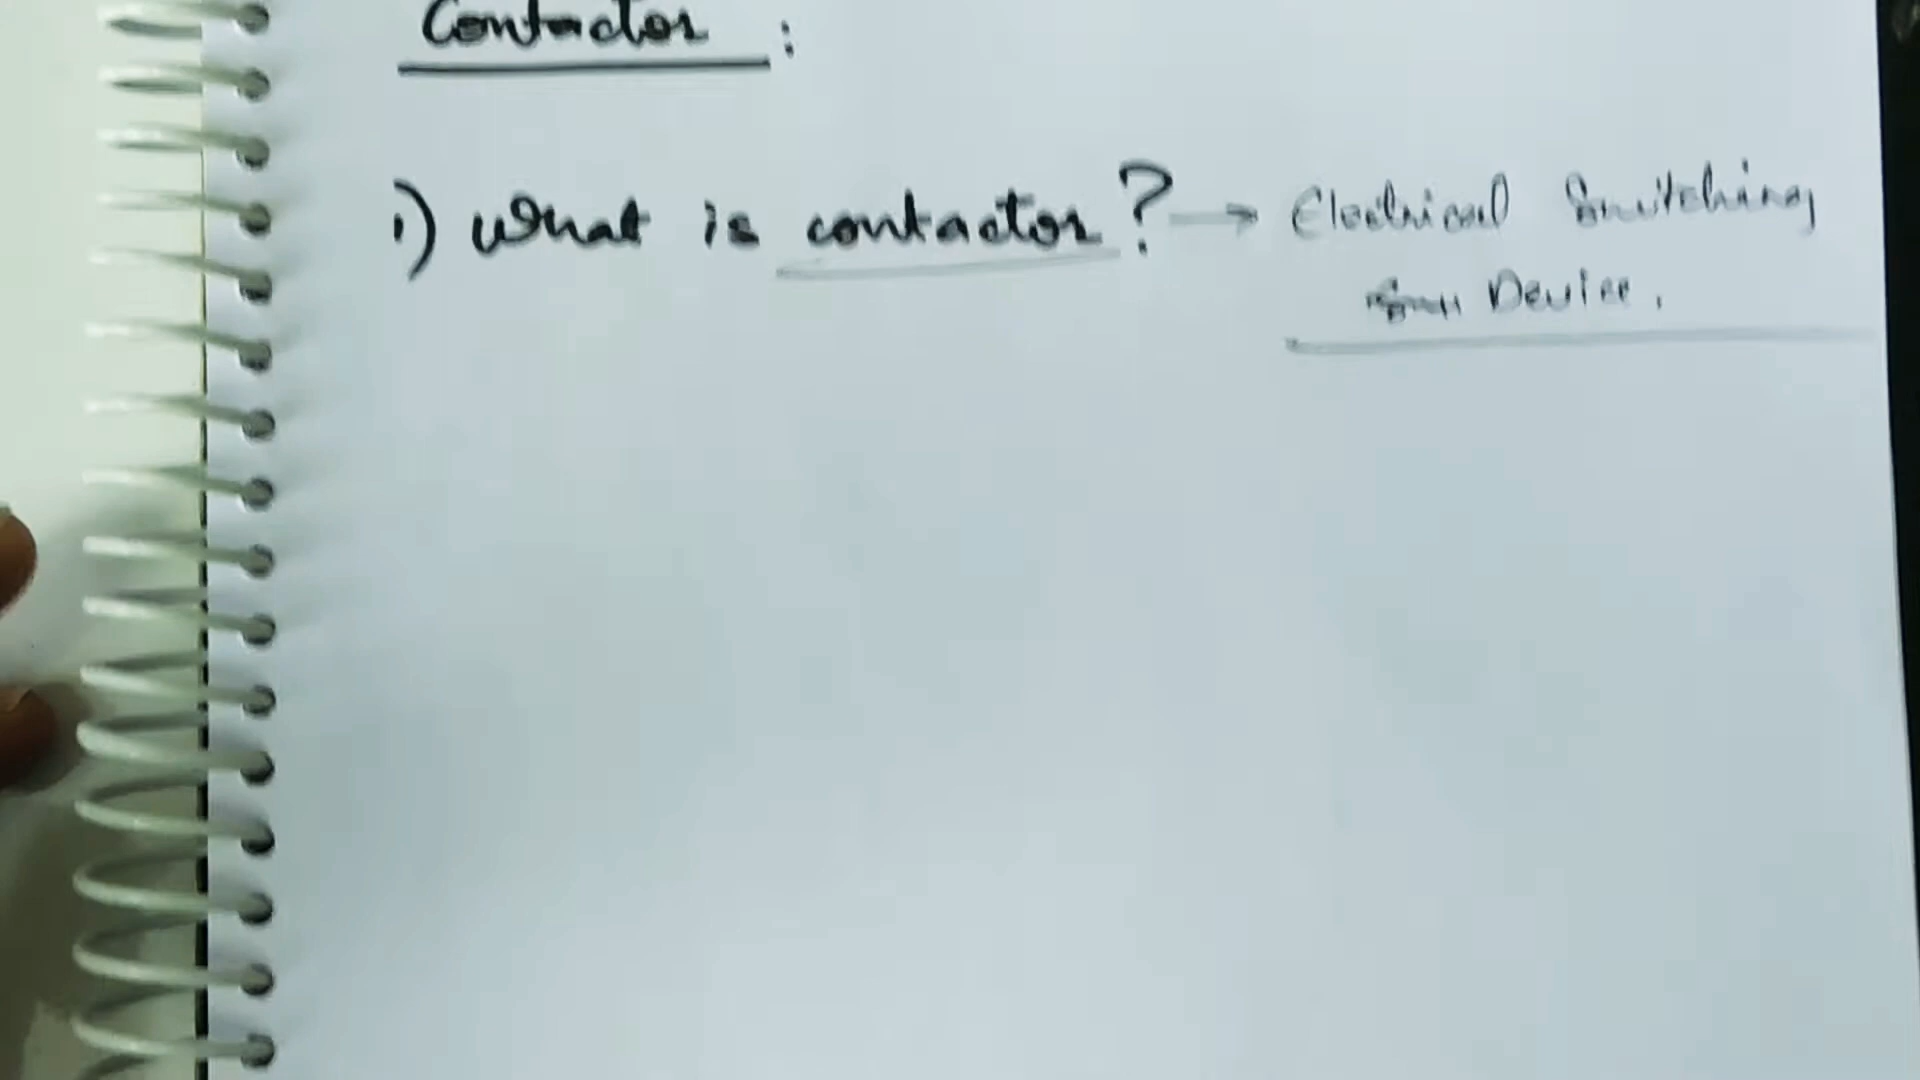 Contactor :
1) What is contactor? → Electrical Switching
Device.